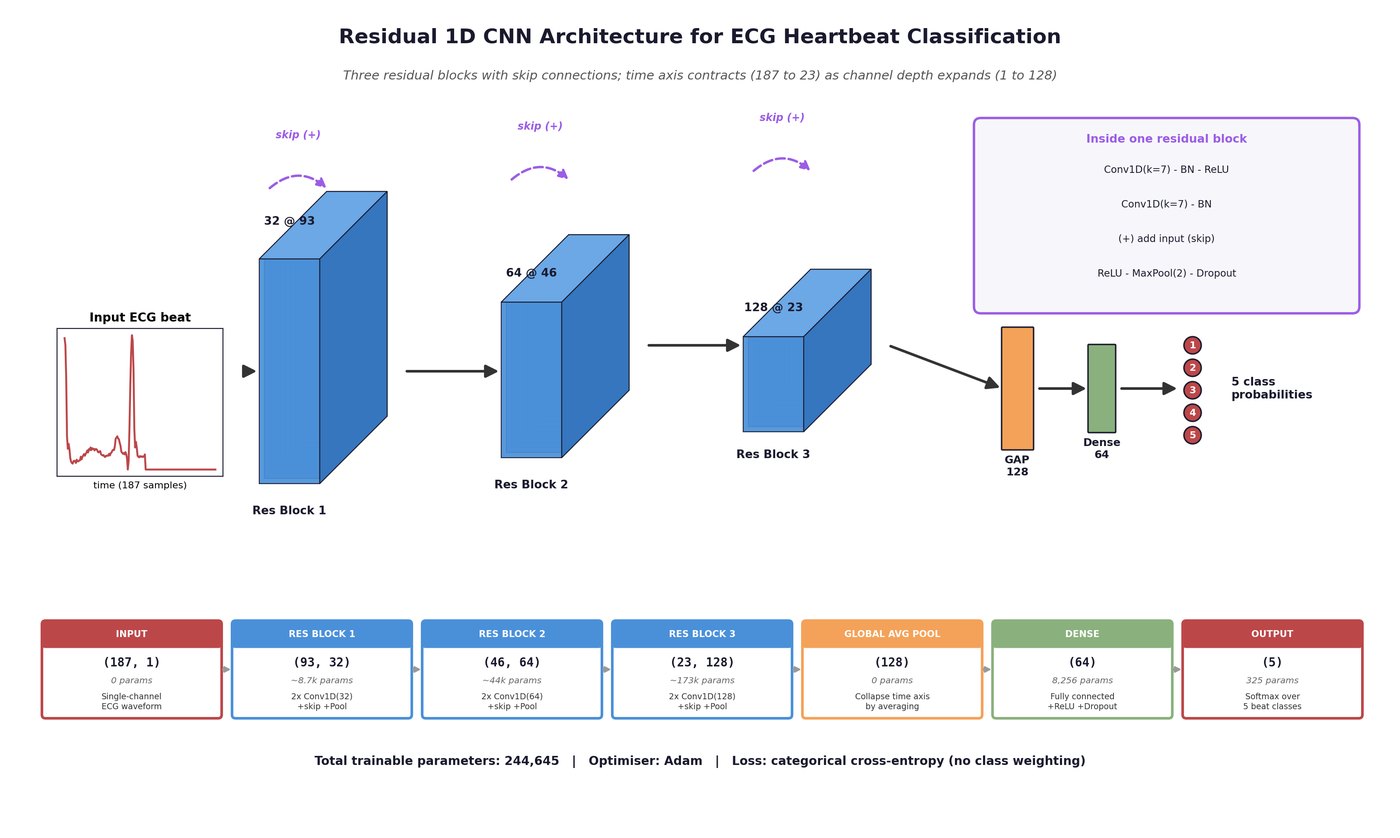 Residual 1D CNN Architecture for ECG Heartbeat Classification
Three residual blocks with skip connections; time axis contracts (187 to 23) as channel depth expands (1 to 128)
skip (+)
skip (+)
skip (+)
Inside one residual block
Conv1D(k=7) - BN - ReLU
Conv1D(k=7) - BN
(+) add input (skip)
ReLU - MaxPool(2) - Dropout
Input ECG beat
time (187 samples)
32 @ 93
Res Block 1
64 @ 46
Res Block 2
128 @ 23
Res Block 3
GAP
128
Dense
64
1
2
3
4
5
5 class
probabilities
INPUT
(187, 1)
0 params
Single-channel
ECG waveform
RES BLOCK 1
(93, 32)
~8.7k params
2x Conv1D(32)
+skip +Pool
RES BLOCK 2
(46, 64)
~44k params
2x Conv1D(64)
+skip +Pool
RES BLOCK 3
(23, 128)
~173k params
2x Conv1D(128)
+skip +Pool
GLOBAL AVG POOL
(128)
0 params
Collapse time axis
by averaging
DENSE
(64)
8,256 params
Fully connected
+ReLU +Dropout
OUTPUT
(5)
325 params
Softmax over
5 beat classes
Total trainable parameters: 244,645 | Optimiser: Adam | Loss: categorical cross-entropy (no class weighting)